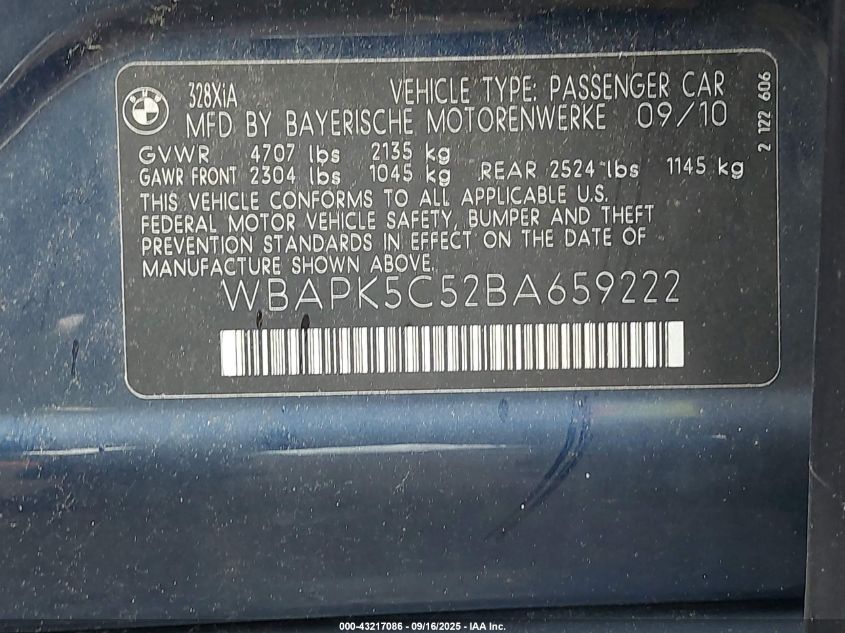 BMW
328XiA VEHICLE TYPE: PASSENGER CAR
MFD BY BAYERISCHE MOTORENWERKE 09/10
GVWR 4707 lbs 2135 kg
GAWR FRONT 2304 lbs 1045 kg REAR 2524 lbs 1145 kg
THIS VEHICLE CONFORMS TO ALL APPLICABLE U.S.
FEDERAL MOTOR VEHICLE SAFETY, BUMPER AND THEFT
PREVENTION STANDARDS IN EFFECT ON THE DATE OF
MANUFACTURE SHOWN ABOVE.
WBAPK5C52BA659222
2 122 606
000-43217086 - 09/16/2025 - IAA Inc.